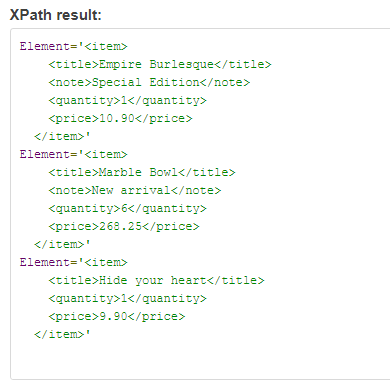 XPath result:
Element='<item>
<title>Empire Burlesque</title>
<note>Special Edition</note>
<quantity>1</quantity>
<price>10.90</price>
</item>'
Element='<item>
<title>Marble Bowl</title>
<note>New arrival</note>
<quantity>6</quantity>
<price>268.25</price>
</item>'
Element='<item>
<title>Hide your heart</title>
<quantity>1</quantity>
<price>9.90</price>
</item>'